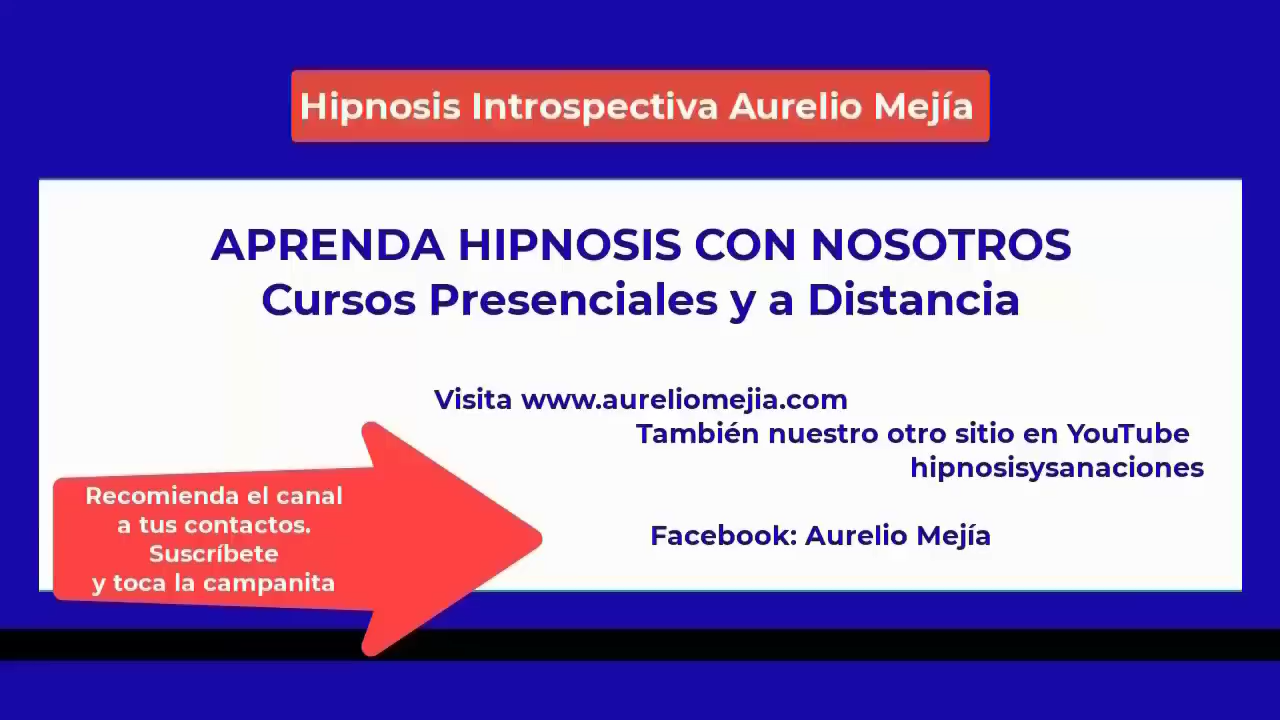 Hipnosis Introspectiva Aurelio Mejía
APRENDA HIPNOSIS CON NOSOTROS
Cursos Presenciales y a Distancia
Visita www.aureliomejia.com
También nuestro otro sitio en YouTube
hipnosisysanaciones
Facebook: Aurelio Mejía
Recomienda el canal
a tus contactos.
Suscríbete
y toca la campanita